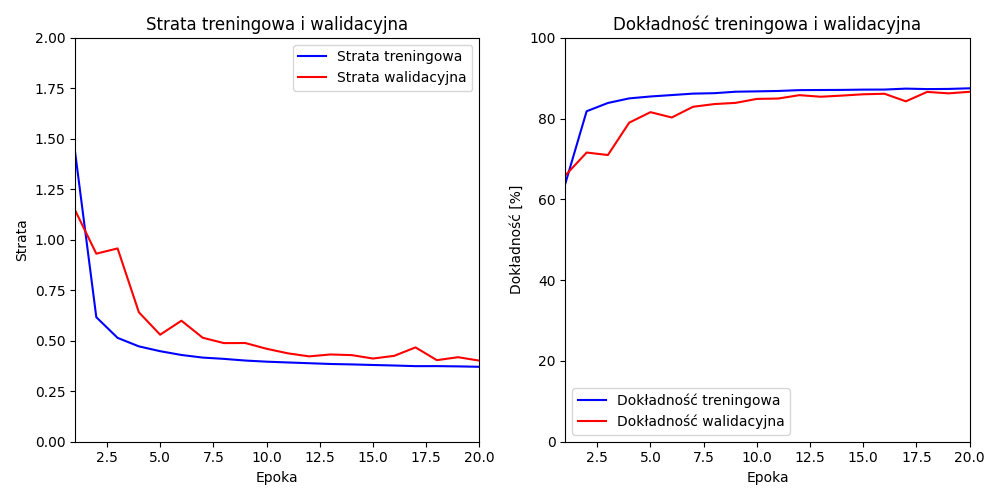 Strata treningowa i walidacyjna
2.00
1.75
1.50
1.25
1.00
0.75
0.50
0.25
0.00
Strata
Strata treningowa
Strata walidacyjna
2.5 5.0 7.5 10.0 12.5 15.0 17.5 20.0
Epoka
Dokładność treningowa i walidacyjna
100
80
60
40
20
0
Dokładność [%]
Dokładność treningowa
Dokładność walidacyjna
2.5 5.0 7.5 10.0 12.5 15.0 17.5 20.0
Epoka